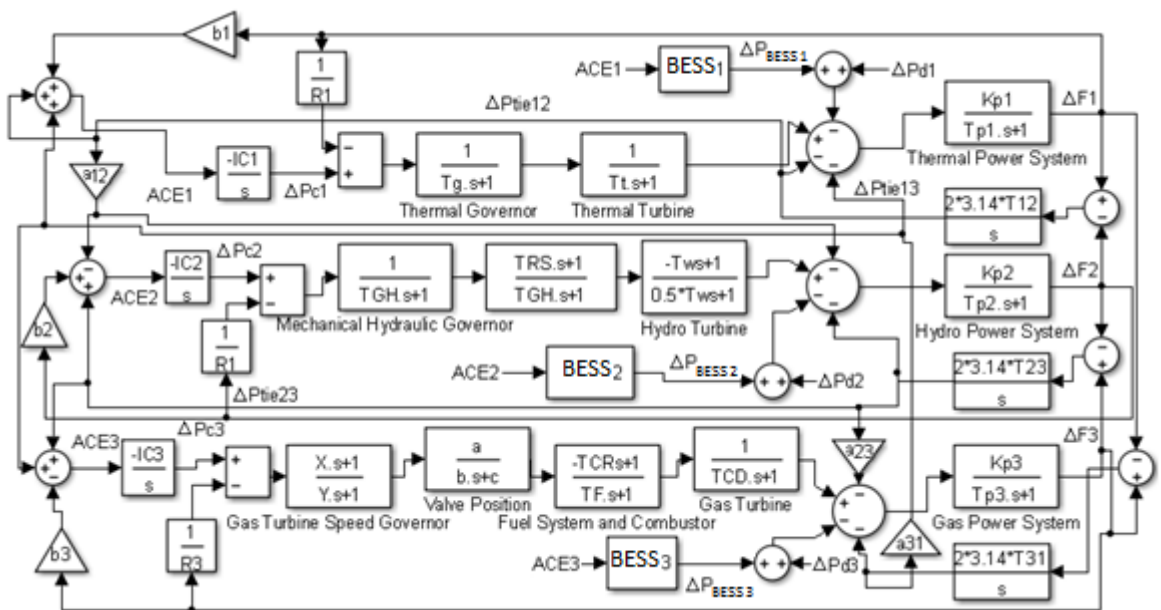 b1
1
R1
ACE1
BESS₁
ΔP_BESS1
+ +
ΔPd1
ΔPtie12
Kp1
Tp1.s+1
ΔF1
Thermal Power System
+
+
+
-IC1
s
−
+
1
Tg.s+1
1
Tt.s+1
+
−
−
a12
ACE1
ΔPc1
Thermal Governor
Thermal Turbine
ΔPtie13
2*3.14*T12
s
+
−
ΔPc2
−
+
-IC2
s
+
−
1
TGH.s+1
TRS.s+1
TGH.s+1
-Tws+1
0.5*Tws+1
+
−
−
Kp2
Tp2.s+1
ΔF2
ACE2
b2
Mechanical Hydraulic Governor
Hydro Turbine
Hydro Power System
1
R1
ACE2
BESS₂
ΔP_BESS2
+ +
ΔPd2
2*3.14*T23
s
−
+
ΔPtie23
ACE3
ΔPc3
+
+
−
-IC3
s
+
−
X.s+1
Y.s+1
a
b.s+c
-TCRs+1
TF.s+1
1
TCD.s+1
a23
+
−
−
Kp3
Tp3.s+1
ΔF3
−
+
Valve Position
Gas Turbine Speed Governor
Fuel System and Combustor
Gas Turbine
Gas Power System
b3
1
R3
ACE3
BESS₃
ΔP_BESS3
+ +
ΔPd3
a31
2*3.14*T31
s